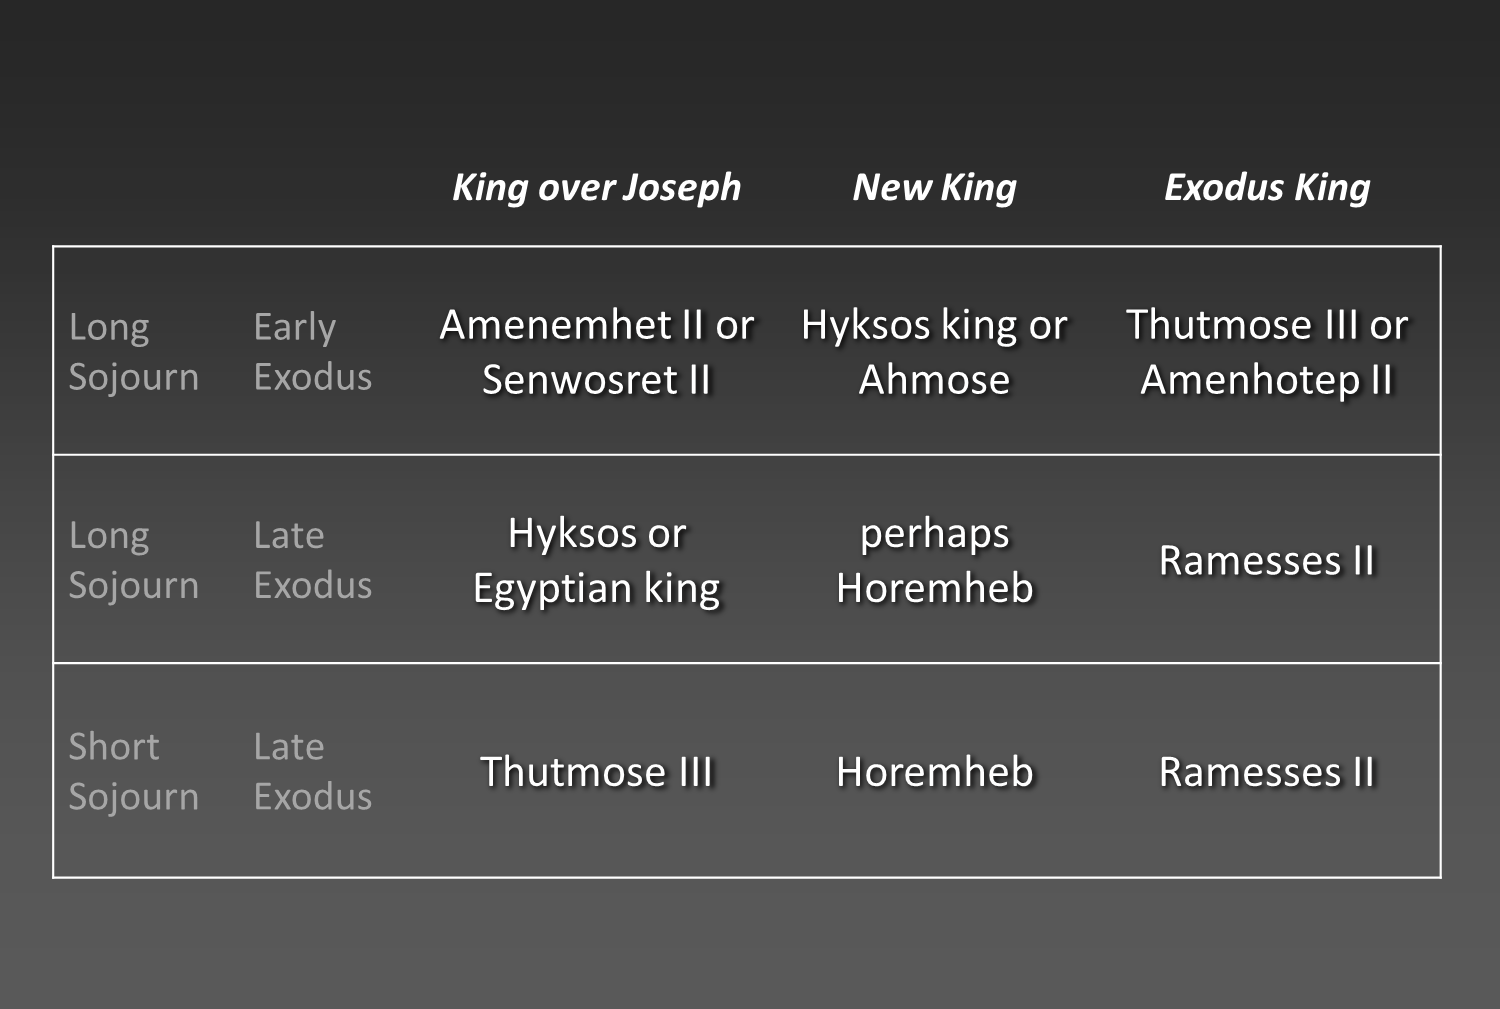 King over Joseph New King Exodus King
Long Early Amenemhet II or Hyksos king or Thutmose III or
Sojourn Exodus Senwosret II Ahmose Amenhotep II
Long Late Hyksos or perhaps Ramesses II
Sojourn Exodus Egyptian king Horemheb
Short Late Thutmose III Horemheb Ramesses II
Sojourn Exodus